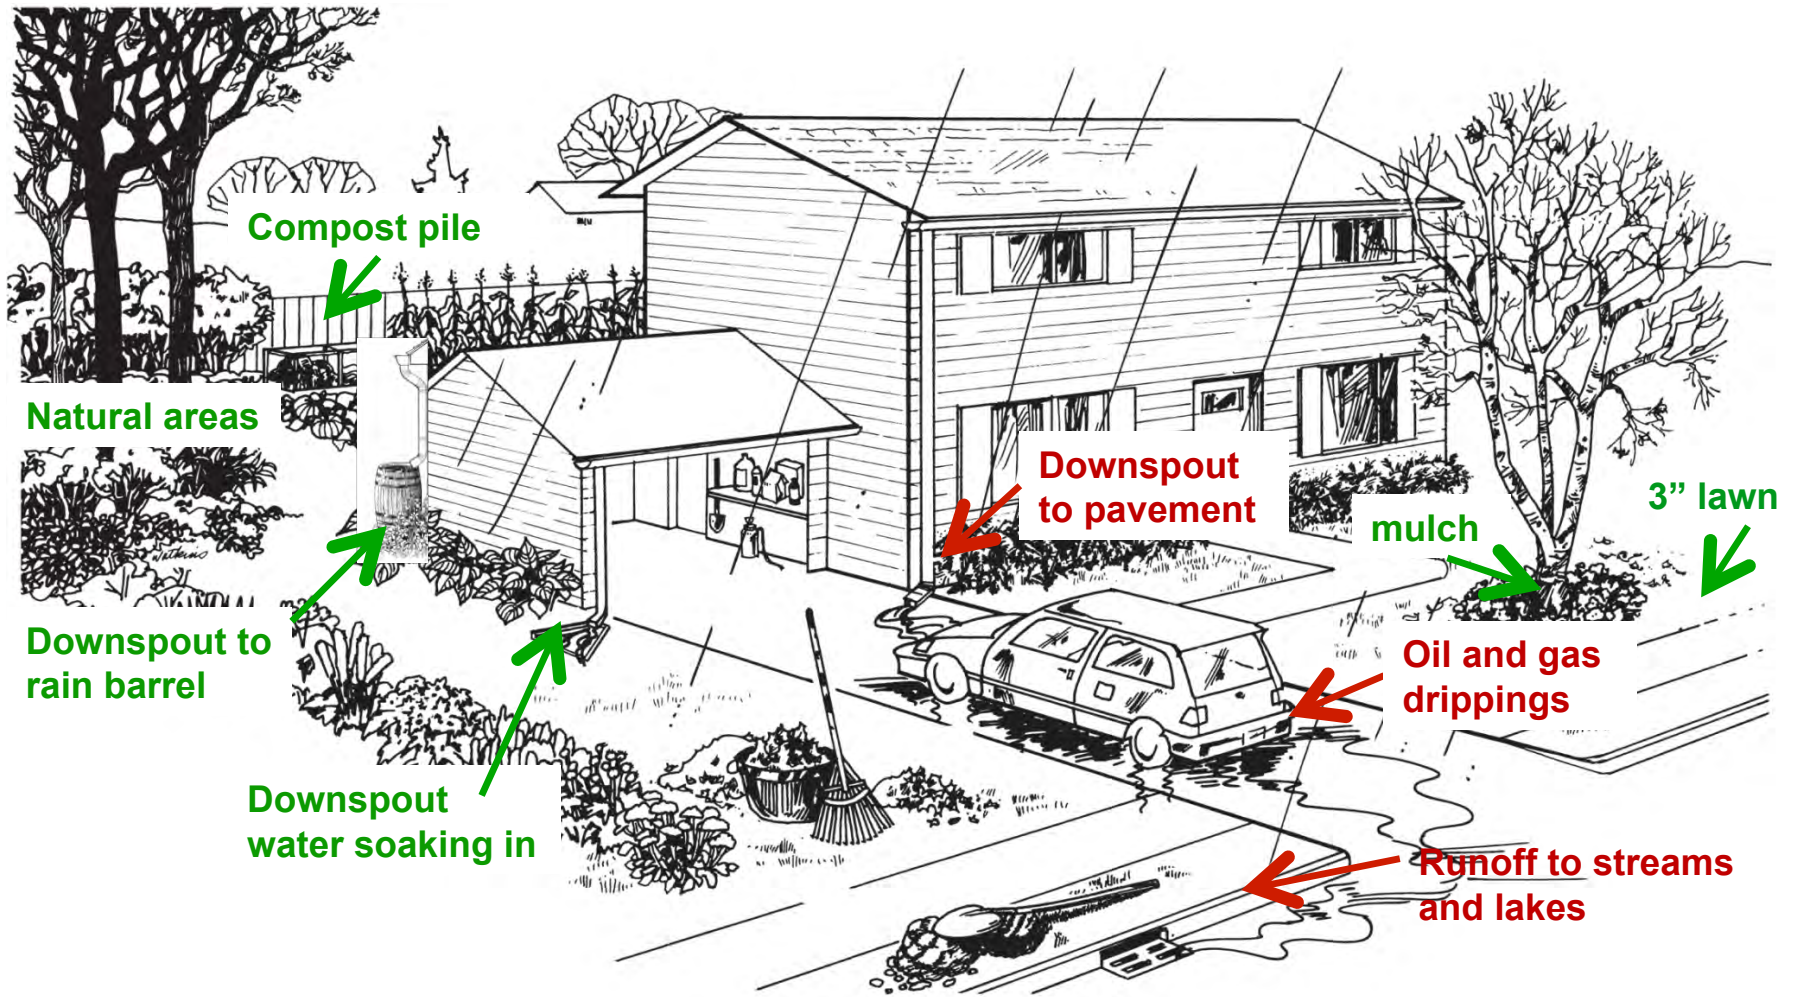 Compost pile
Natural areas
Downspout
to pavement
3” lawn
mulch
Watkins
Downspout to
rain barrel
Oil and gas
drippings
Downspout
water soaking in
Runoff to streams
and lakes